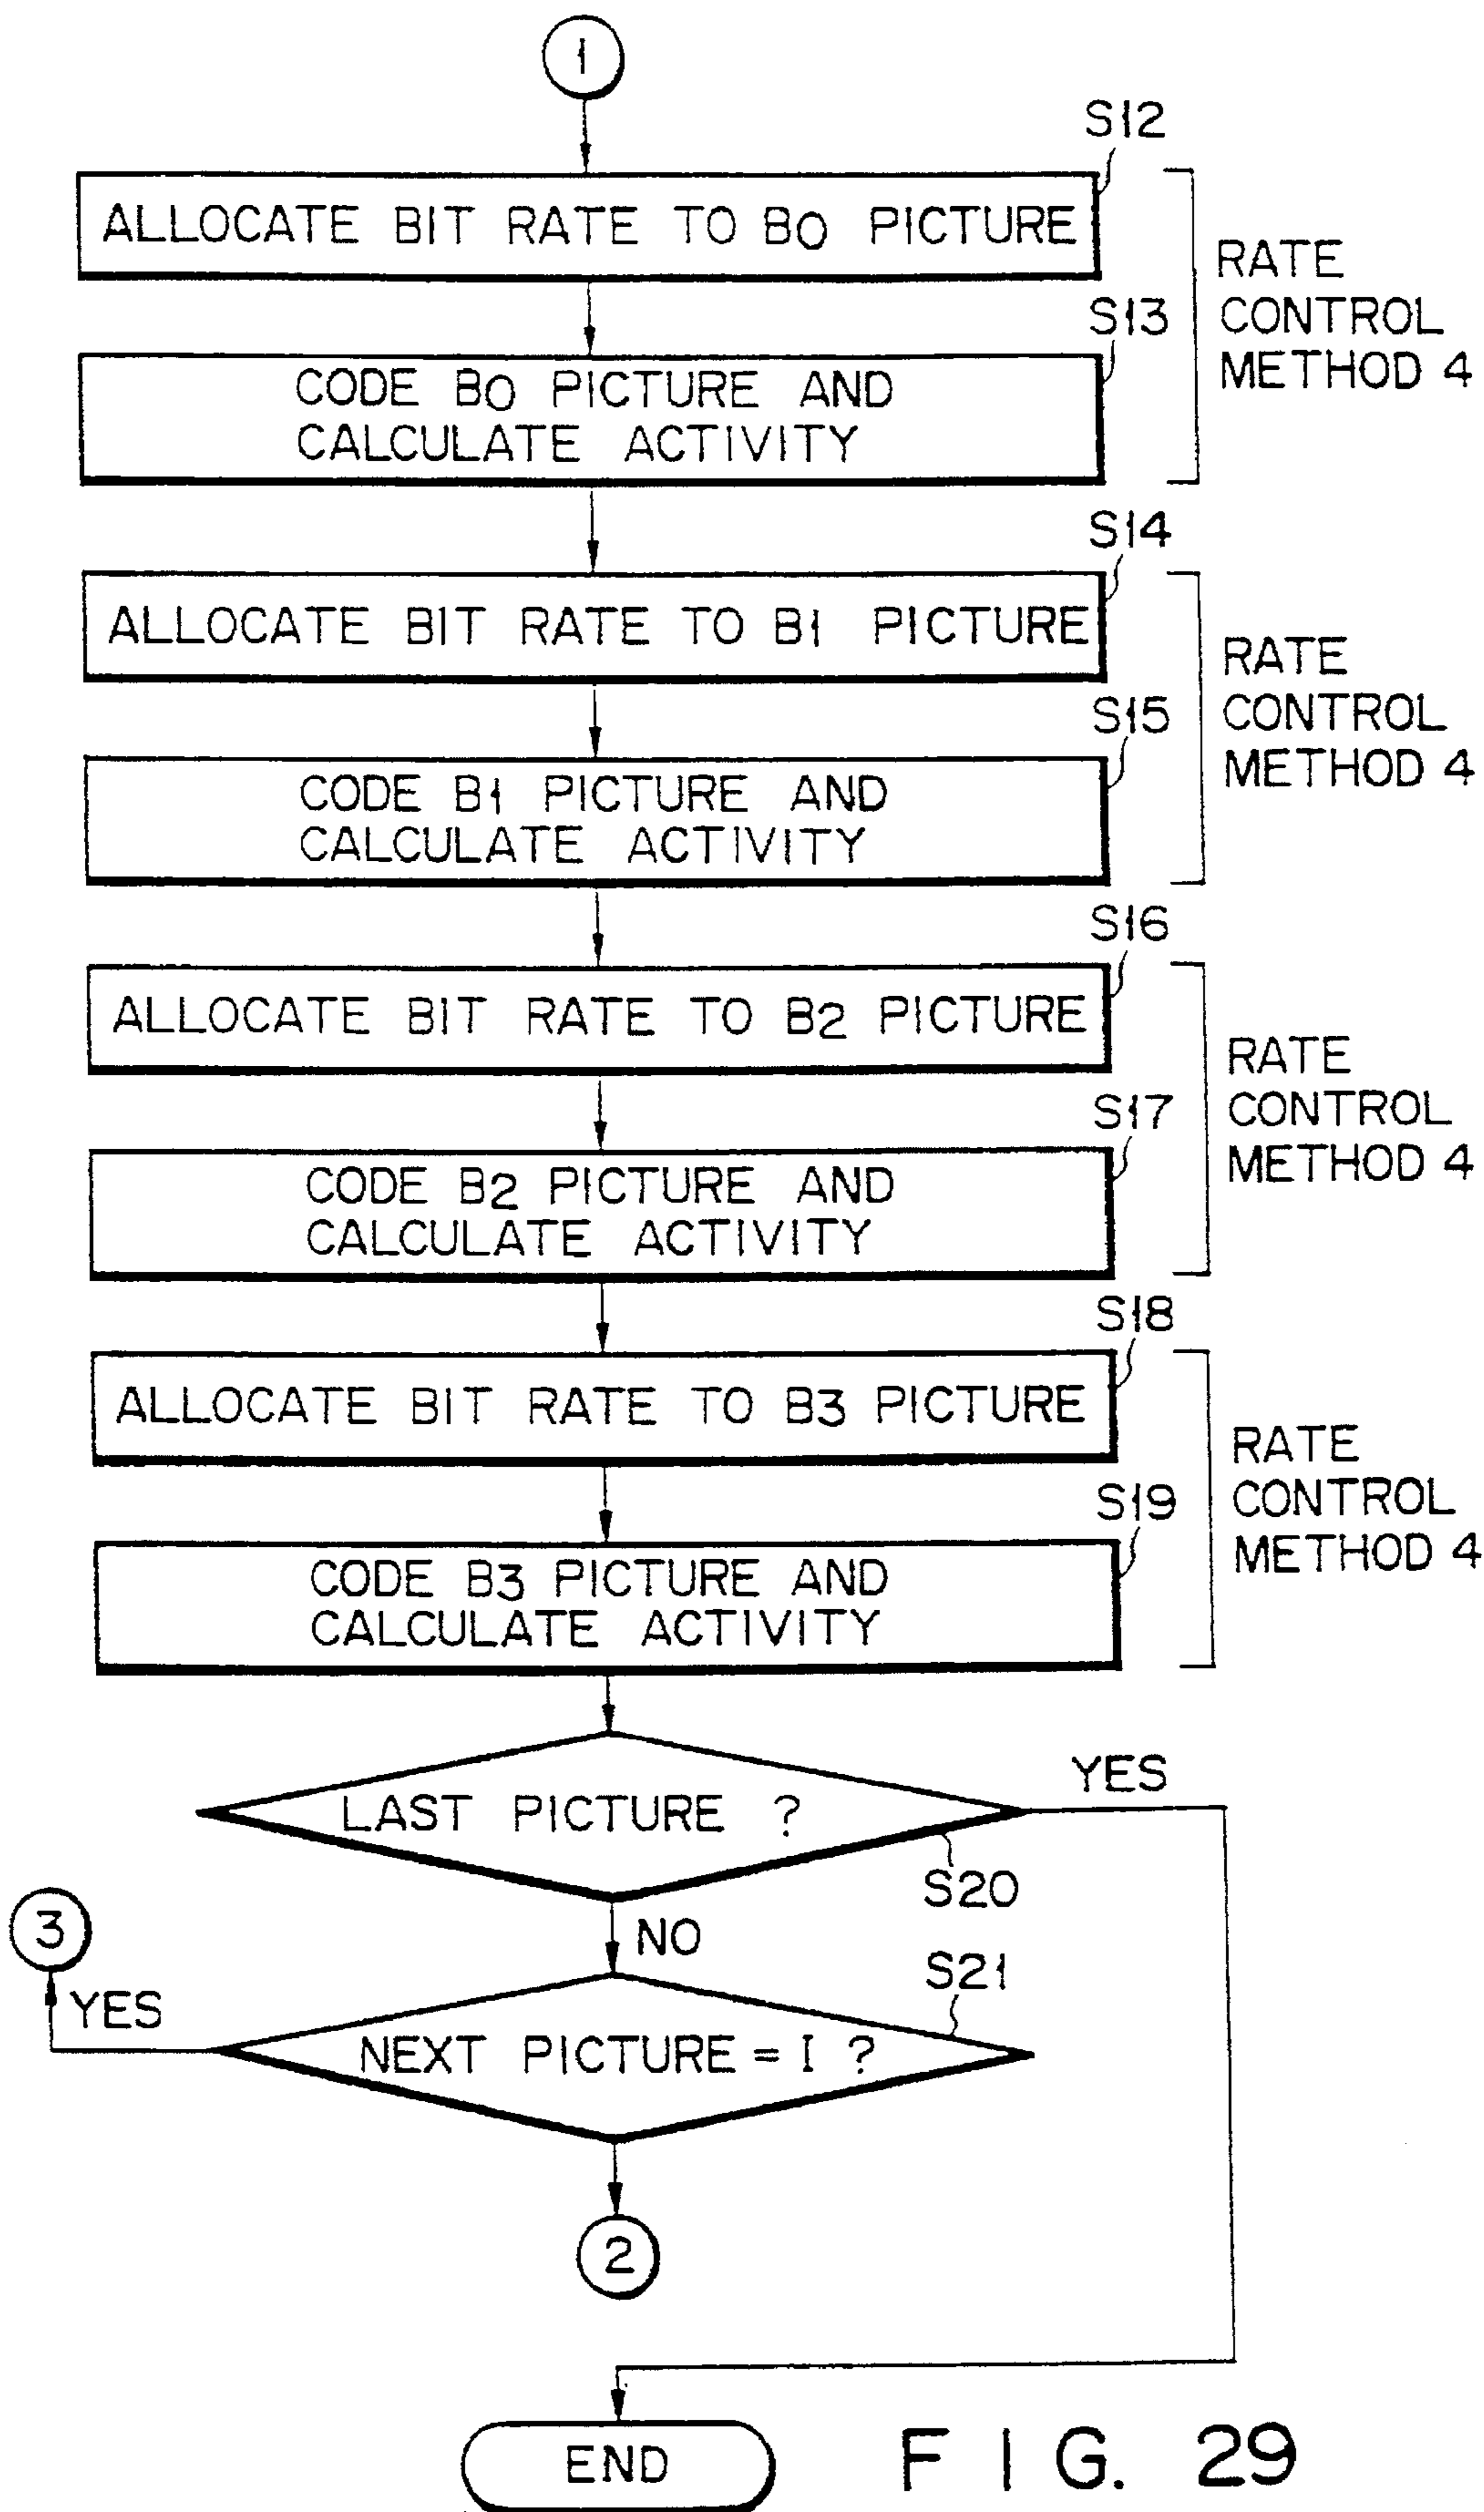 1
S12
ALLOCATE BIT RATE TO B0 PICTURE
RATE
CONTROL
METHOD 4
S13
CODE B0 PICTURE AND
CALCULATE ACTIVITY
S14
ALLOCATE BIT RATE TO B1 PICTURE
RATE
CONTROL
METHOD 4
S15
CODE B1 PICTURE AND
CALCULATE ACTIVITY
S16
ALLOCATE BIT RATE TO B2 PICTURE
RATE
CONTROL
METHOD 4
S17
CODE B2 PICTURE AND
CALCULATE ACTIVITY
S18
ALLOCATE BIT RATE TO B3 PICTURE
RATE
CONTROL
METHOD 4
S19
CODE B3 PICTURE AND
CALCULATE ACTIVITY
YES
LAST PICTURE ?
S20
3
NO
S21
YES
NEXT PICTURE = I ?
2
END
FIG. 29